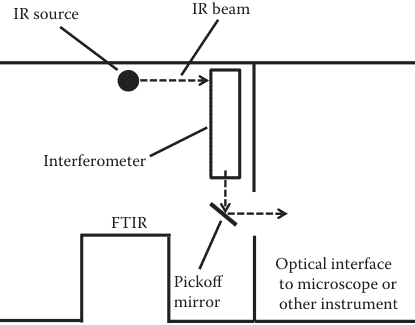 IR source
IR beam
Interferometer
FTIR
Pickoff
mirror
Optical interface
to microscope or
other instrument